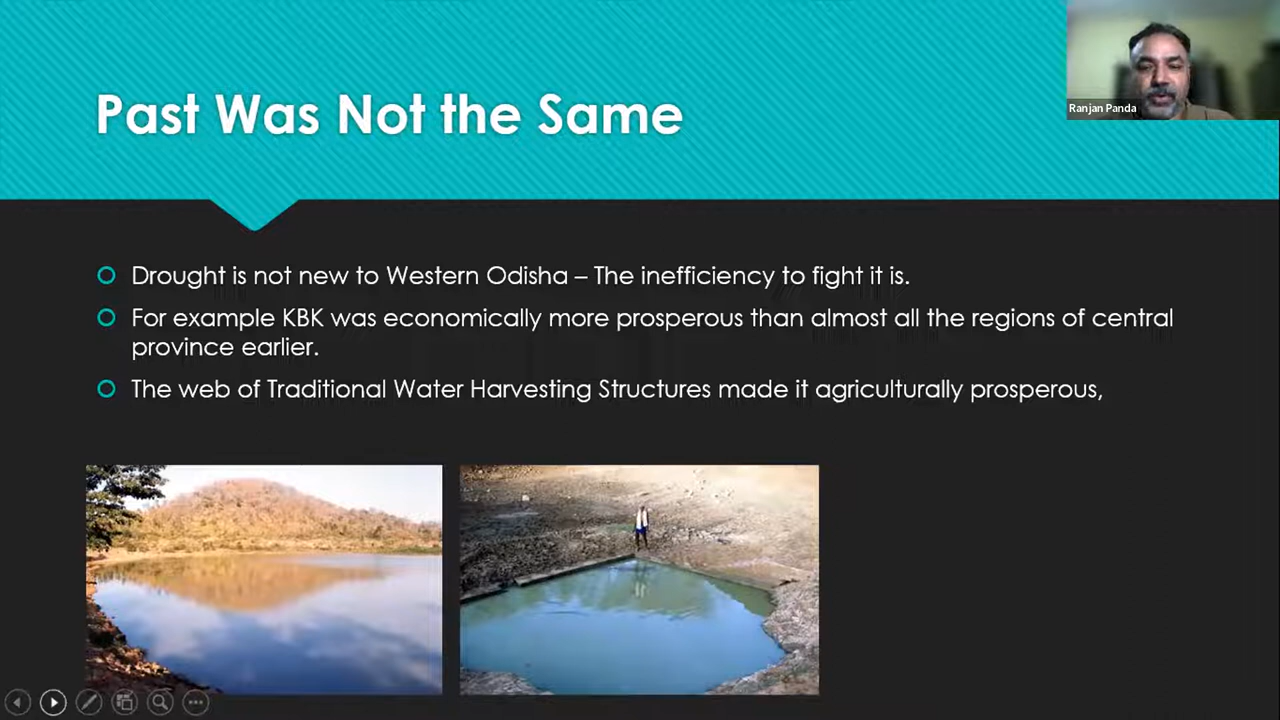 Past Was Not the Same
Ranjan Panda
Drought is not new to Western Odisha – The inefficiency to fight it is.
For example KBK was economically more prosperous than almost all the regions of central
province earlier.
The web of Traditional Water Harvesting Structures made it agriculturally prosperous,